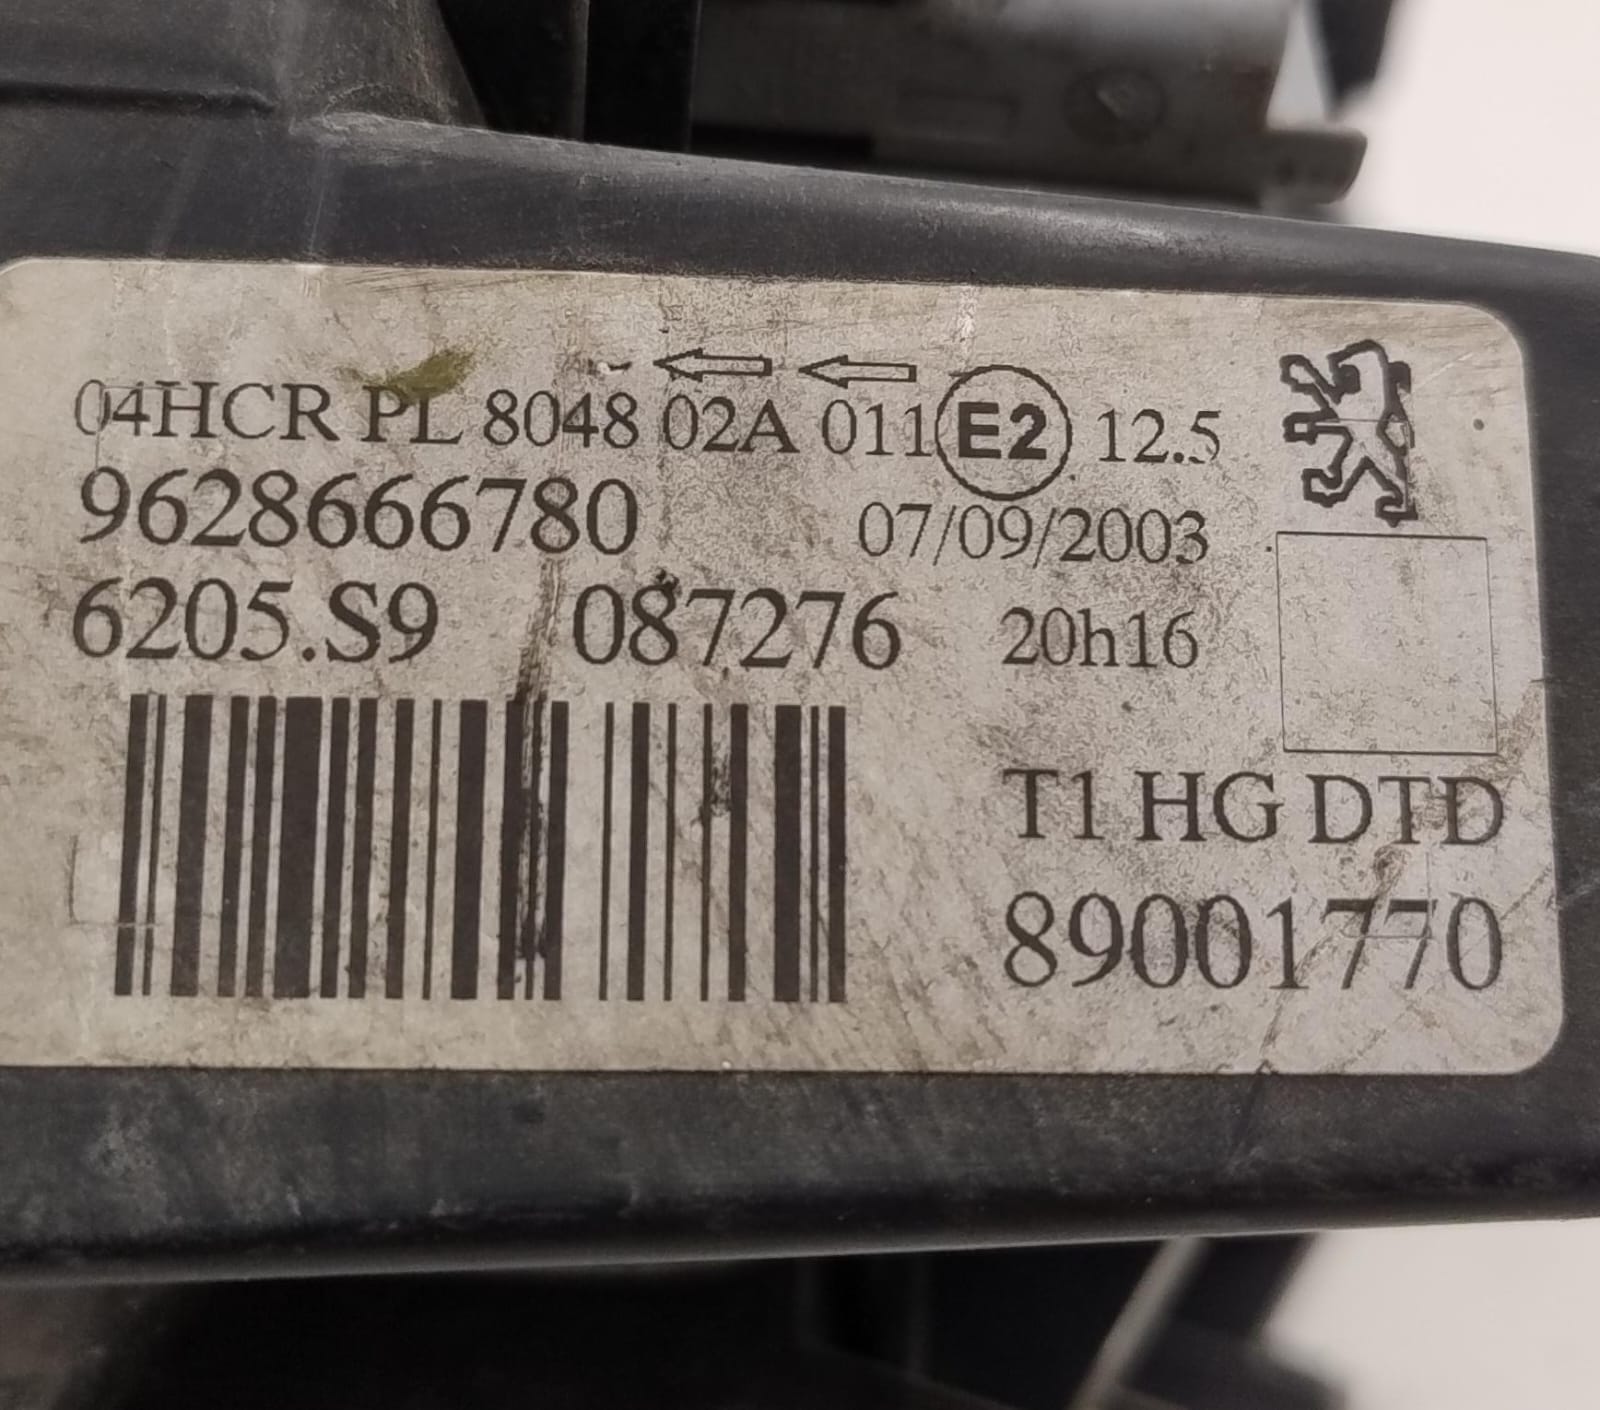 04HCR PL 8048 02A 011 E2 12.5
9628666780 07/09/2003
6205.S9 087276 20h16
T1 HG DTD
89001770